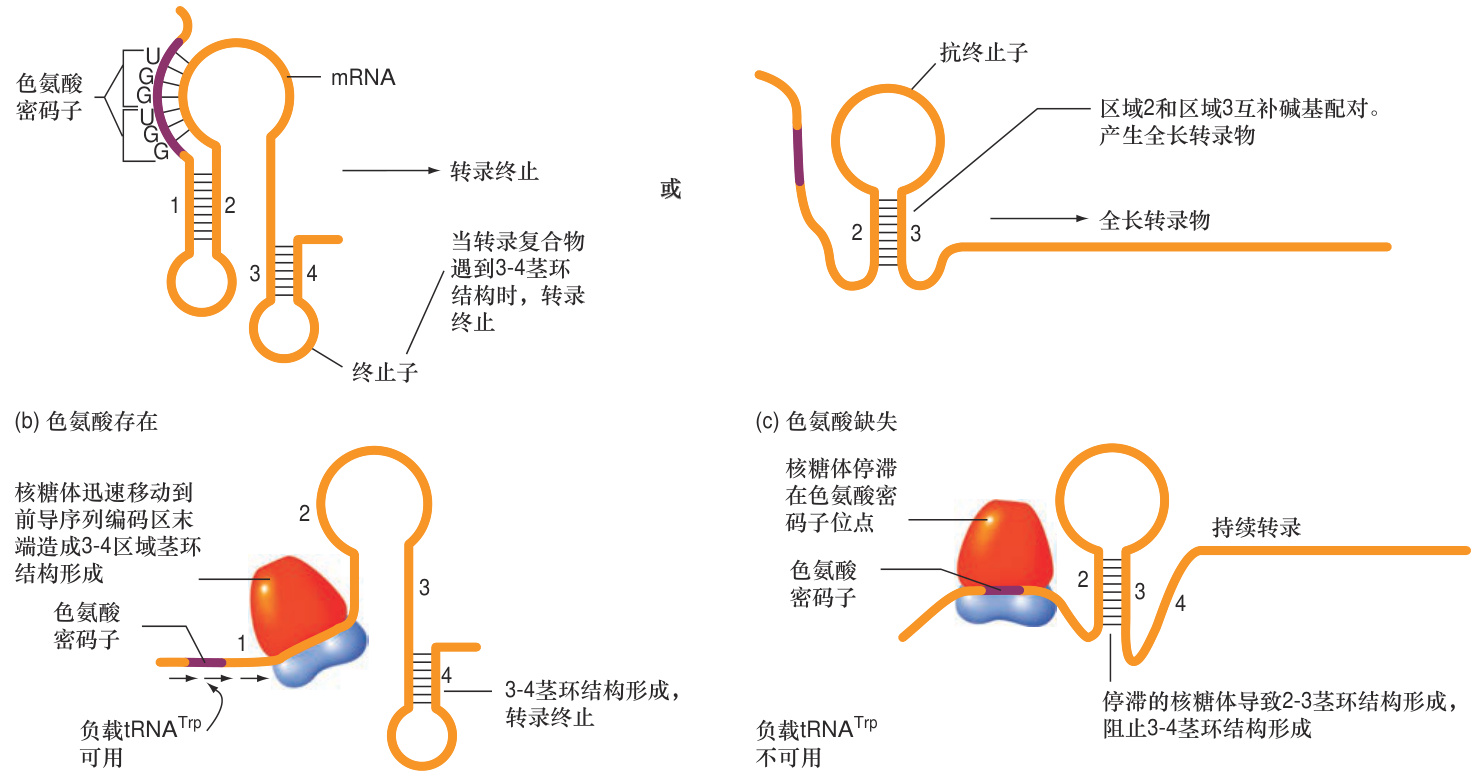 色氨酸
密码子
U
G
G
U
G
G
mRNA
1
2
3
4
转录终止
当转录复合物
遇到3-4茎环
结构时，转录
终止
终止子
或
抗终止子
区域2和区域3互补碱基配对。
产生全长转录物
2
3
全长转录物
(b) 色氨酸存在
核糖体迅速移动到
前导序列编码区末
端造成3-4区域茎环
结构形成
色氨酸
密码子
1
2
3
4
负载tRNATrp
可用
3-4茎环结构形成，
转录终止
(c) 色氨酸缺失
核糖体停滞
在色氨酸密
码子位点
色氨酸
密码子
2
3
4
持续转录
停滞的核糖体导致2-3茎环结构形成，
阻止3-4茎环结构形成
负载tRNATrp
不可用